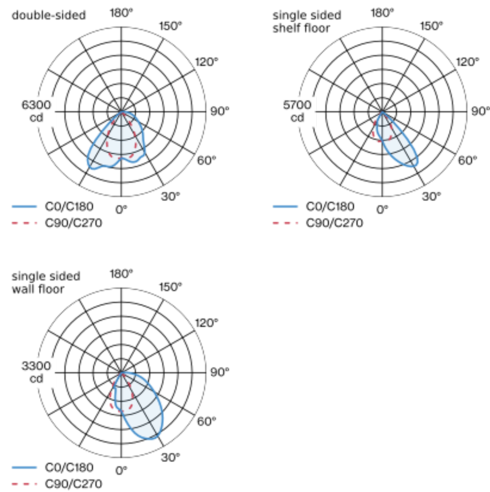 double-sided
180°
150°
120°
6300
cd
90°
60°
30°
0°
C0/C180
C90/C270
single sided
shelf floor
180°
150°
120°
5700
cd
90°
60°
30°
0°
C0/C180
C90/C270
single sided
wall floor
180°
150°
120°
3300
cd
90°
60°
30°
0°
C0/C180
C90/C270